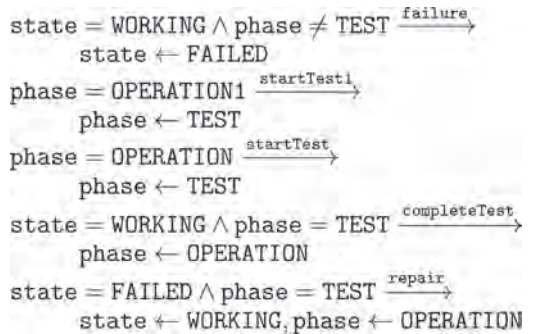 state = WORKING ∧ phase ≠ TEST —failure→
state ← FAILED
phase = OPERATION1 —startTest1→
phase ← TEST
phase = OPERATION —startTest→
phase ← TEST
state = WORKING ∧ phase = TEST —completeTest→
phase ← OPERATION
state = FAILED ∧ phase = TEST —repair→
state ← WORKING, phase ← OPERATION